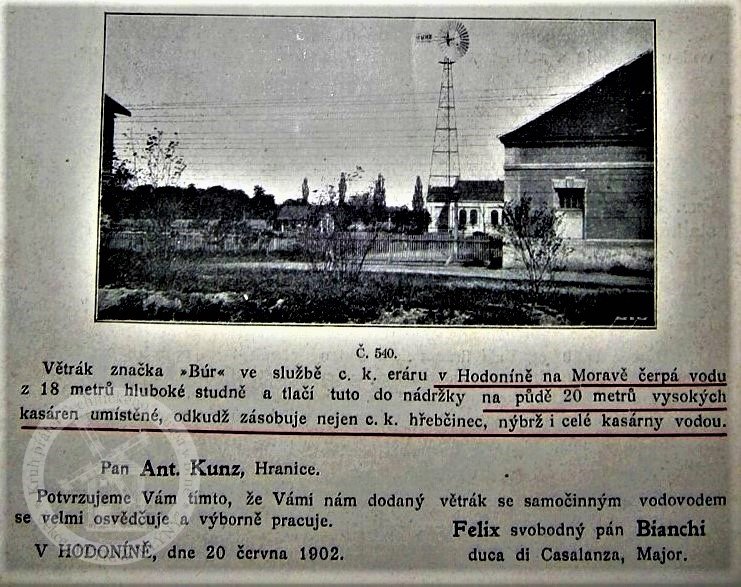 Č. 540.
Větrák značka »Búr« ve službě c. k. eráru v Hodoníně na Moravě čerpá vodu
z 18 metrů hluboké studně a tlačí tuto do nádržky na půdě 20 metrů vysokých
kasáren umístěné, odkudž zásobuje nejen c. k. hřebčinec, nýbrž i celé kasárny vodou.
Pan Ant. Kunz, Hranice.
Potvrzujeme Vám tímto, že Vámi nám dodaný větrák se samočinným vodovodem
se velmi osvědčuje a výborně pracuje.
Felix svobodný pán Bianchi
V HODONÍNĚ, dne 20 června 1902.
duca di Casalanza, Major.